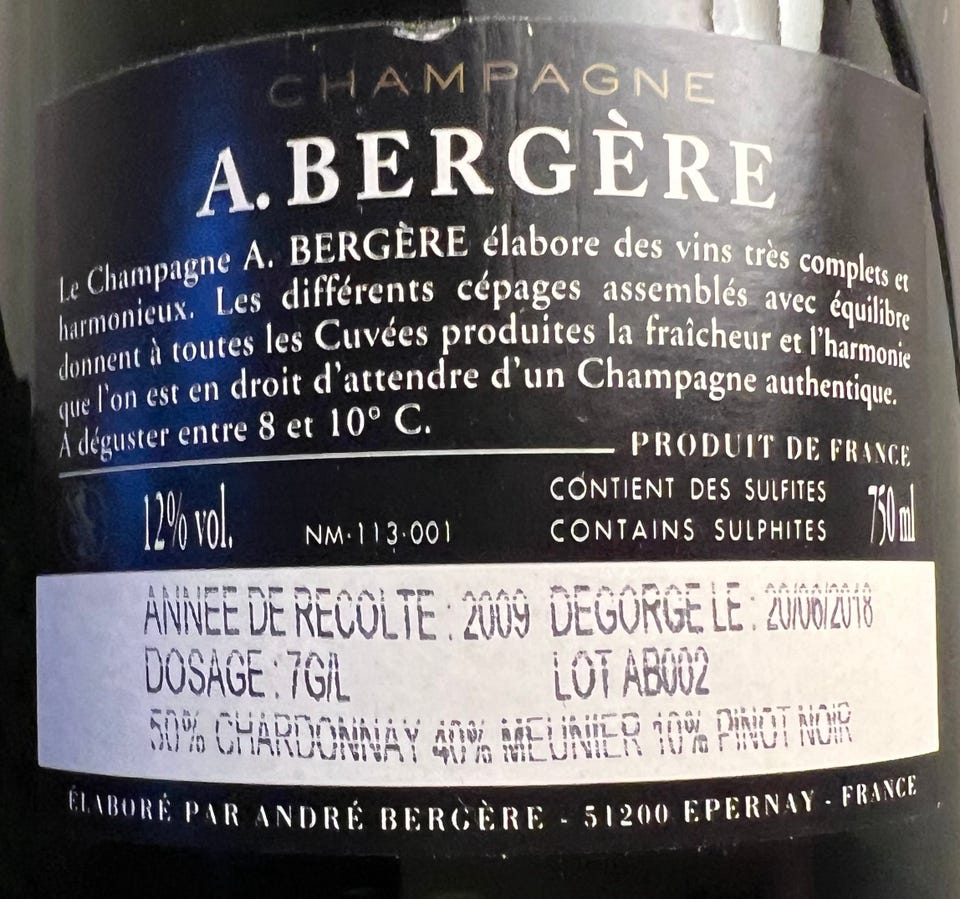 CHAMPAGNE
A. BERGÈRE
Le Champagne A. BERGÈRE élabore des vins très complets et
harmonieux. Les différents cépages assemblés avec équilibre
donnent à toutes les Cuvées produites la fraîcheur et l'harmonie
que l'on est en droit d'attendre d'un Champagne authentique.
À déguster entre 8 et 10° C.
PRODUIT DE FRANCE
12% vol.
NM-113-001
CONTIENT DES SULFITES
CONTAINS SULPHITES
750 ml
ANNEE DE RECOLTE : 2009 DEGORGE LE : 20/06/2018
DOSAGE : 7G/L LOT AB002
50% CHARDONNAY 40% MEUNIER 10% PINOT NOIR
ÉLABORÉ PAR ANDRÉ BERGÈRE - 51200 EPERNAY - FRANCE